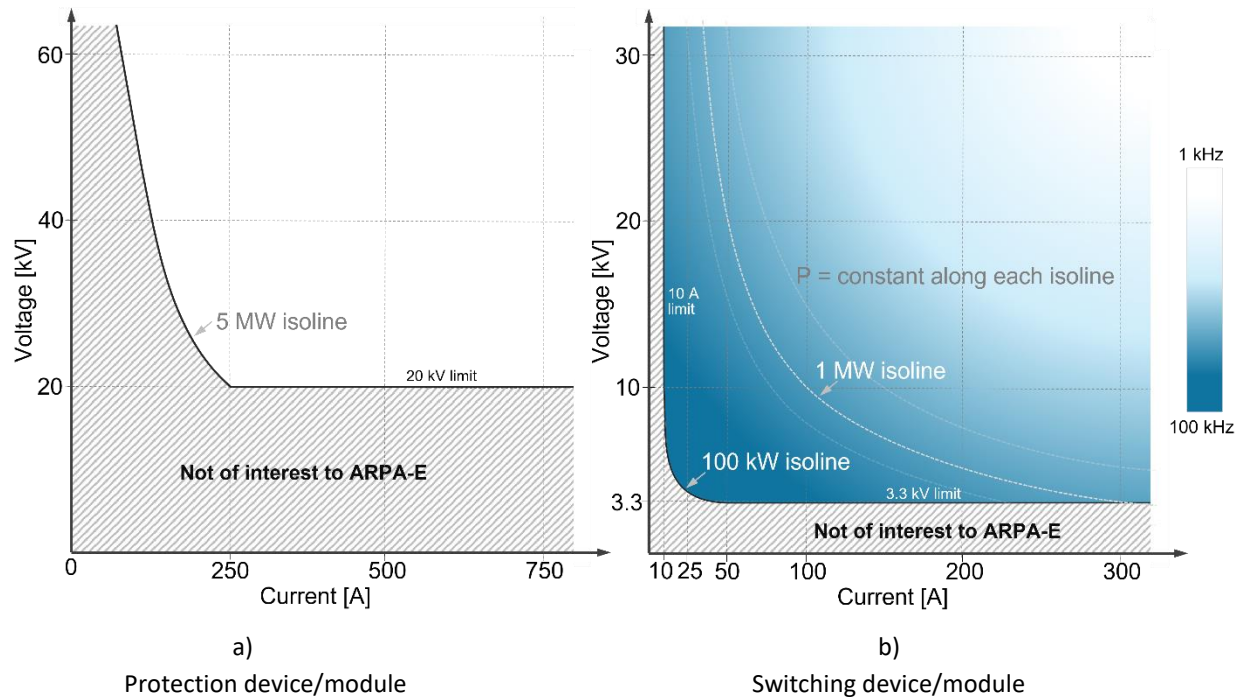 Voltage [kV]
60
40
20
0
250
500
750
Current [A]
5 MW isoline
20 kV limit
Not of interest to ARPA-E
a)
Protection device/module
Voltage [kV]
30
20
10
3.3
10 25 50 100 200 300
Current [A]
P = constant along each isoline
10 A
limit
1 MW isoline
100 kW isoline
3.3 kV limit
Not of interest to ARPA-E
1 kHz
100 kHz
b)
Switching device/module